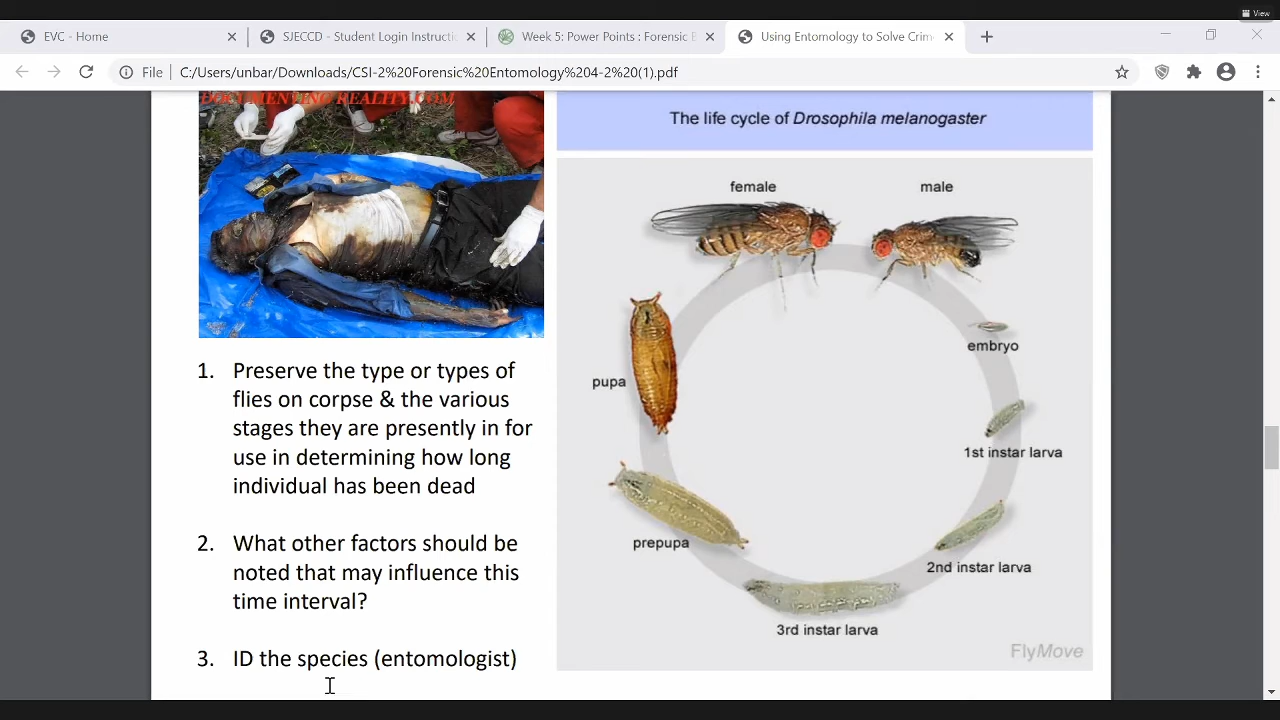 View
EVC - Home
SJECCD - Student Login Instructi
Week 5: Power Points : Forensic E
Using Entomology to Solve Crim
File
C:/Users/unbar/Downloads/CSI-2%20Forensic%20Entomology%204-2%20(1).pdf
DOCUMENTING REALITY.COM
The life cycle of Drosophila melanogaster
female
male
embryo
pupa
1st instar larva
prepupa
2nd instar larva
3rd instar larva
FlyMove
1. Preserve the type or types of
flies on corpse & the various
stages they are presently in for
use in determining how long
individual has been dead
2. What other factors should be
noted that may influence this
time interval?
3. ID the species (entomologist)